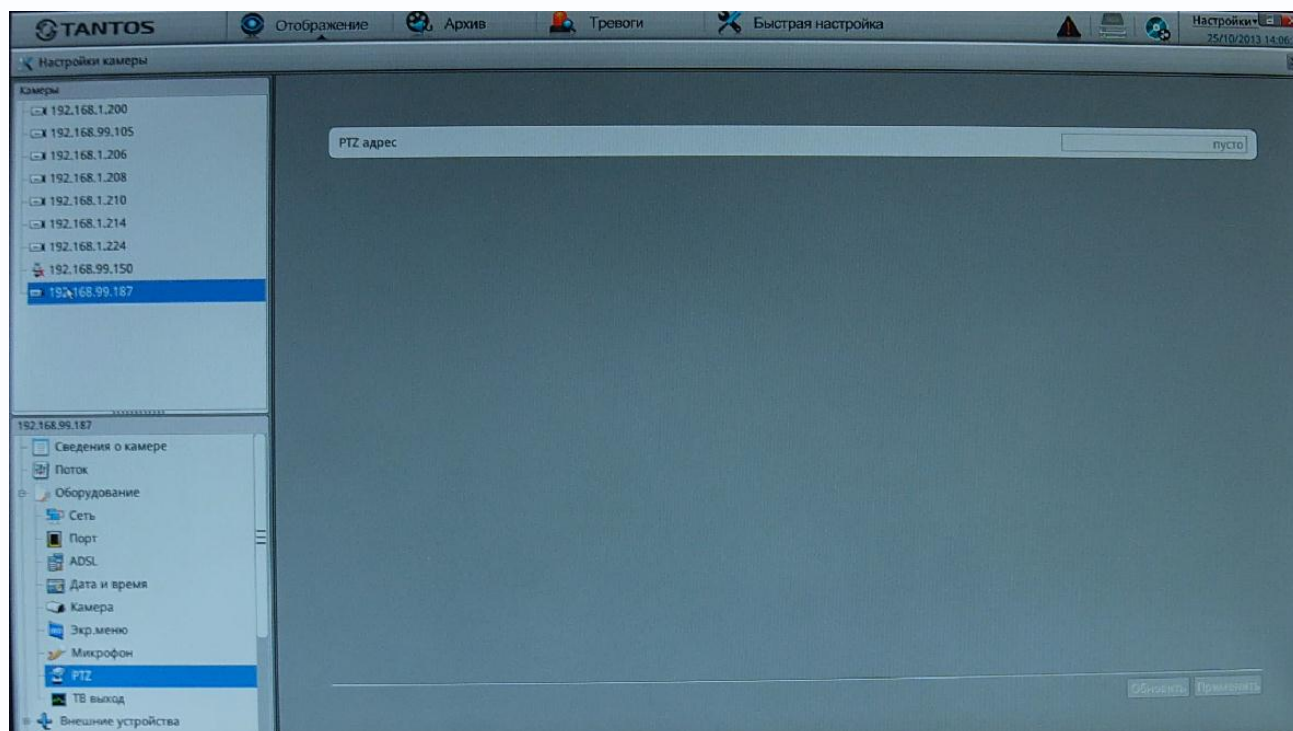 TANTOS
Отображение
Архив
Тревоги
Быстрая настройка
Настройки
25/10/2013 14:06:
Настройки камеры
Камеры
192.168.1.200
192.168.99.105
192.168.1.206
192.168.1.208
192.168.1.210
192.168.1.214
192.168.1.224
192.168.99.150
192.168.99.187
PTZ адрес
пусто
192.168.99.187
Сведения о камере
Поток
Оборудование
Сеть
Порт
ADSL
Дата и время
Камера
Экр.меню
Микрофон
PTZ
ТВ выход
Внешние устройства
Обновить Применить